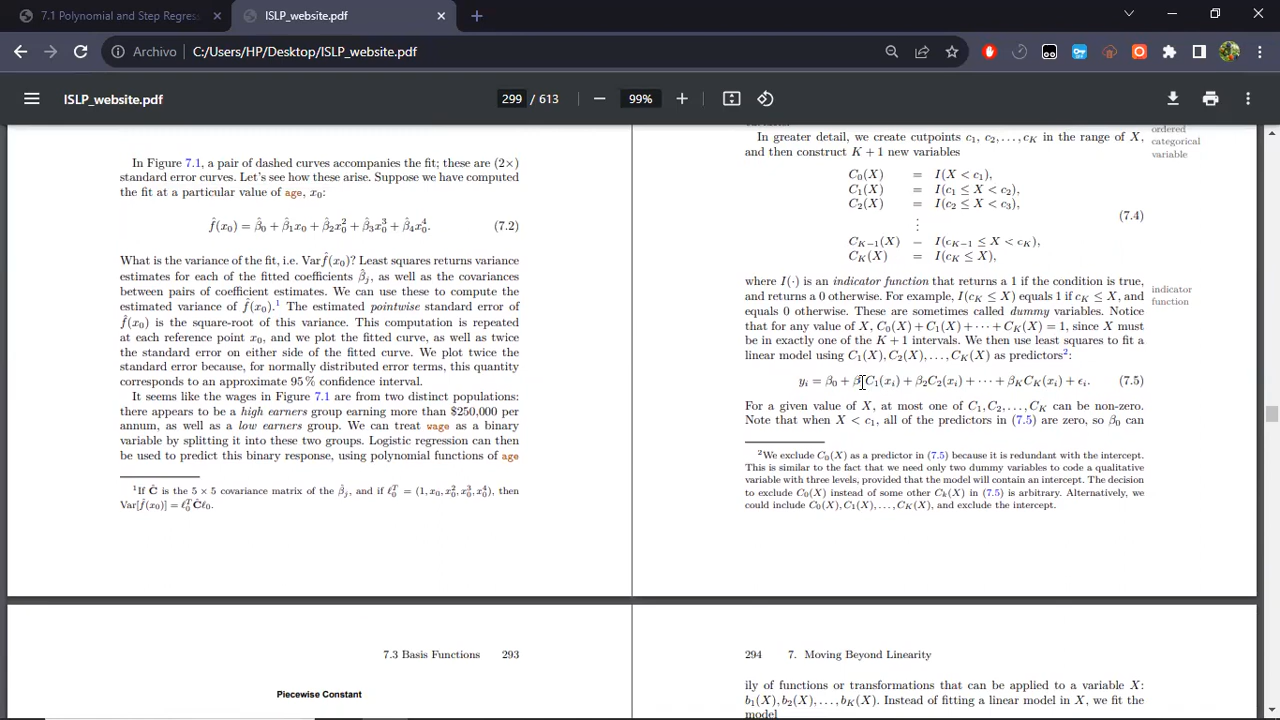 7.1 Polynomial and Step Regres
ISLP_website.pdf
Archivo
C:/Users/HP/Desktop/ISLP_website.pdf
ISLP_website.pdf
299 / 613
99%
In Figure 7.1, a pair of dashed curves accompanies the fit; these are (2×)
standard error curves. Let's see how these arise. Suppose we have computed
the fit at a particular value of age, x₀:
f̂(x₀) = β̂₀ + β̂₁x₀ + β̂₂x₀² + β̂₃x₀³ + β̂₄x₀⁴. (7.2)
What is the variance of the fit, i.e. Varf̂(x₀)? Least squares returns variance
estimates for each of the fitted coefficients β̂ⱼ, as well as the covariances
between pairs of coefficient estimates. We can use these to compute the
estimated variance of f̂(x₀).¹ The estimated pointwise standard error of
f̂(x₀) is the square-root of this variance. This computation is repeated
at each reference point x₀, and we plot the fitted curve, as well as twice
the standard error on either side of the fitted curve. We plot twice the
standard error because, for normally distributed error terms, this quantity
corresponds to an approximate 95 % confidence interval.
It seems like the wages in Figure 7.1 are from two distinct populations:
there appears to be a high earners group earning more than $250,000 per
annum, as well as a low earners group. We can treat wage as a binary
variable by splitting it into these two groups. Logistic regression can then
be used to predict this binary response, using polynomial functions of age
¹If Ĉ is the 5 × 5 covariance matrix of the β̂ⱼ, and if ℓ₀ᵀ = (1, x₀, x₀², x₀³, x₀⁴), then
Var[f̂(x₀)] = ℓ₀ᵀĈℓ₀.
7.3 Basis Functions 293
Piecewise Constant
ordered
categorical
variable
In greater detail, we create cutpoints c₁, c₂, . . . , cK in the range of X,
and then construct K + 1 new variables
C₀(X) = I(X < c₁),
C₁(X) = I(c₁ ≤ X < c₂),
C₂(X) = I(c₂ ≤ X < c₃),
⋮
(7.4)
CK−1(X) = I(cK−1 ≤ X < cK),
CK(X) = I(cK ≤ X),
where I(·) is an indicator function that returns a 1 if the condition is true,
and returns a 0 otherwise. For example, I(cK ≤ X) equals 1 if cK ≤ X, and
equals 0 otherwise. These are sometimes called dummy variables. Notice
that for any value of X, C₀(X) + C₁(X) + · · · + CK(X) = 1, since X must
be in exactly one of the K + 1 intervals. We then use least squares to fit a
linear model using C₁(X), C₂(X), . . . , CK(X) as predictors²:
indicator
function
yᵢ = β₀ + β₁C₁(xᵢ) + β₂C₂(xᵢ) + · · · + βKCK(xᵢ) + ϵᵢ. (7.5)
For a given value of X, at most one of C₁, C₂, . . . , CK can be non-zero.
Note that when X < c₁, all of the predictors in (7.5) are zero, so β₀ can
²We exclude C₀(X) as a predictor in (7.5) because it is redundant with the intercept.
This is similar to the fact that we need only two dummy variables to code a qualitative
variable with three levels, provided that the model will contain an intercept. The decision
to exclude C₀(X) instead of some other Cₖ(X) in (7.5) is arbitrary. Alternatively, we
could include C₀(X), C₁(X), . . . , CK(X), and exclude the intercept.
294 7. Moving Beyond Linearity
ily of functions or transformations that can be applied to a variable X:
b₁(X), b₂(X), . . . , bK(X). Instead of fitting a linear model in X, we fit the
model